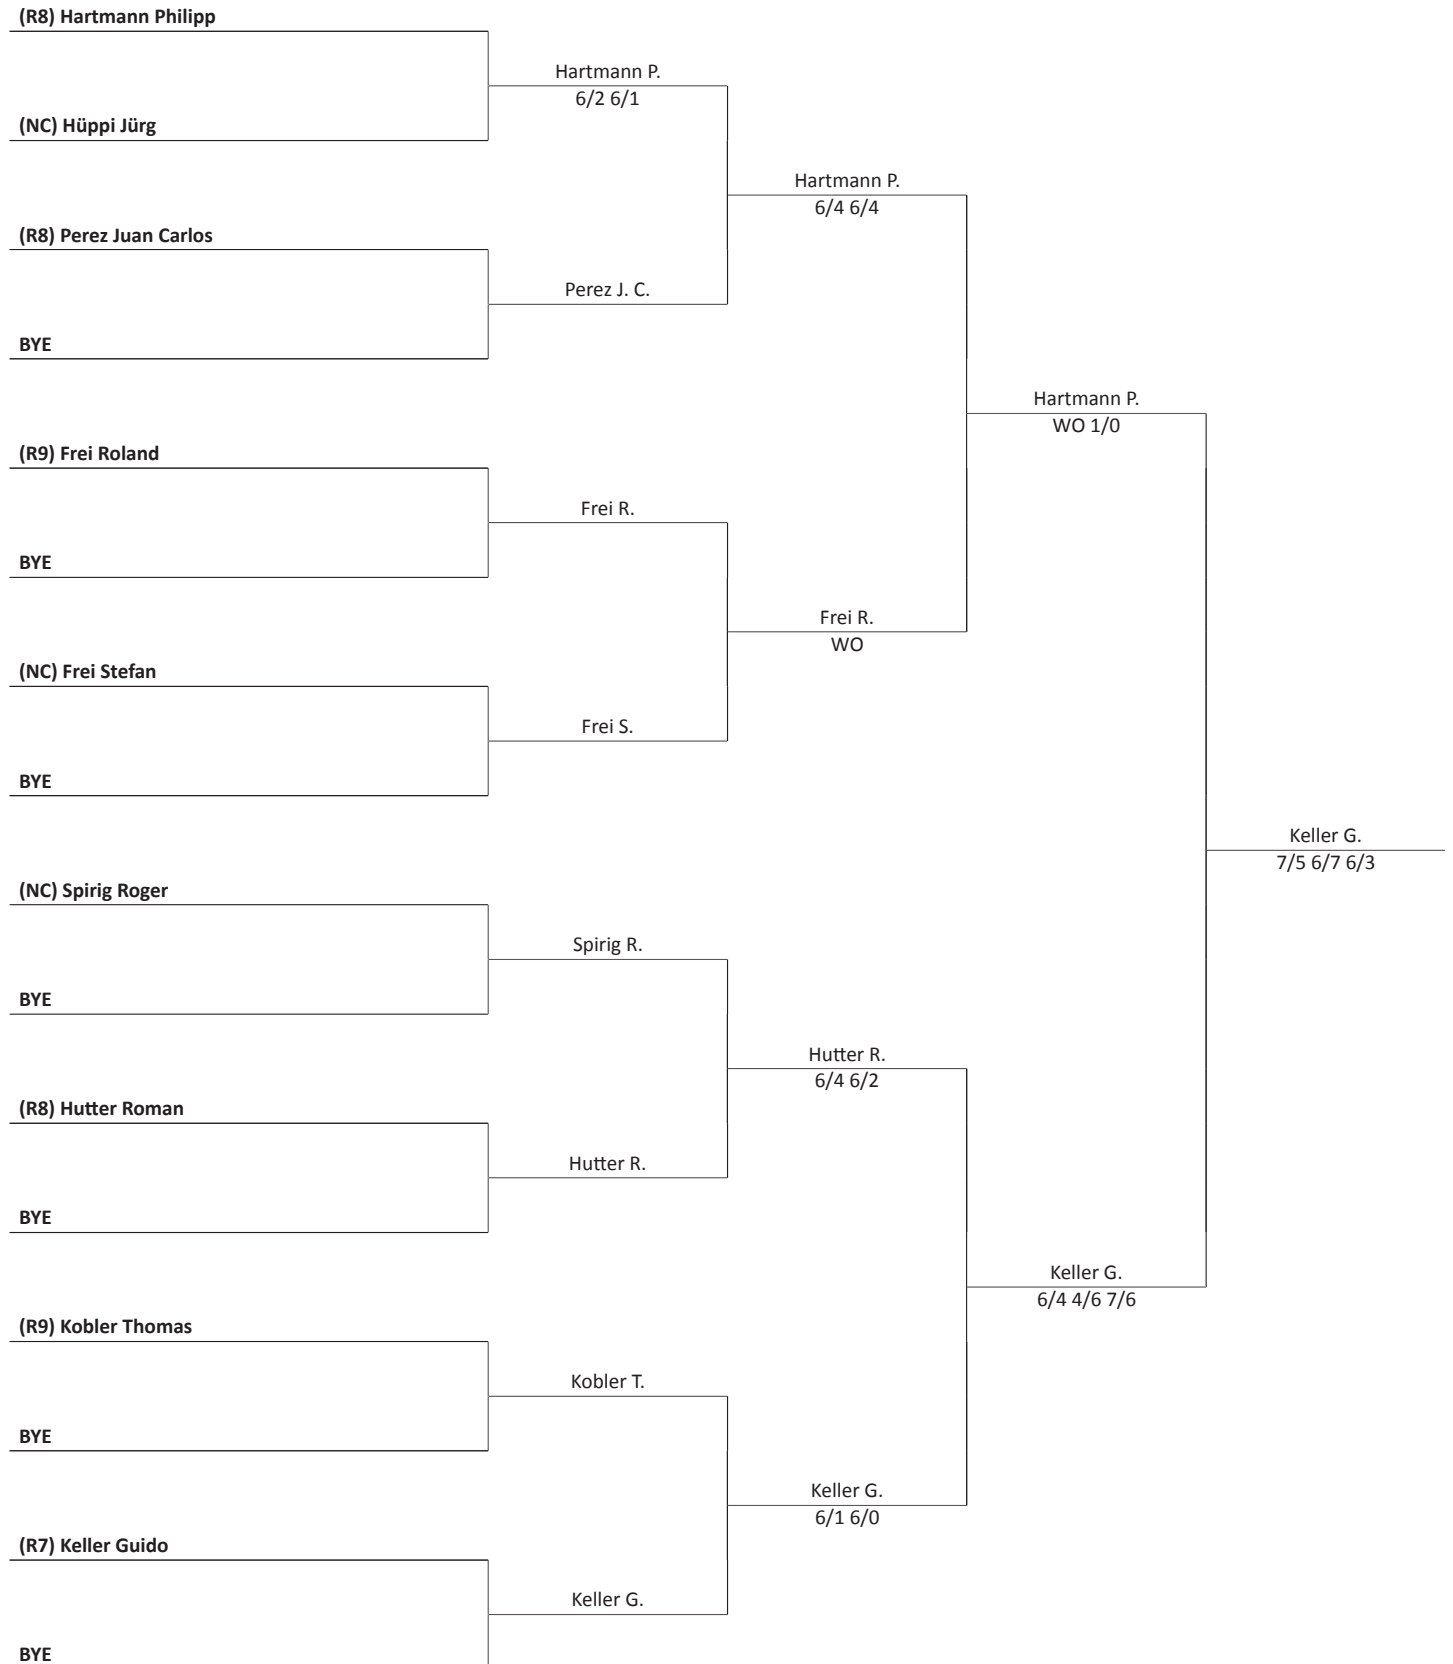 (R8) Hartmann Philipp
Hartmann P.
6/2 6/1
(NC) Hüppi Jürg
Hartmann P.
6/4 6/4
(R8) Perez Juan Carlos
Perez J. C.
BYE
Hartmann P.
WO 1/0
(R9) Frei Roland
Frei R.
BYE
Frei R.
WO
(NC) Frei Stefan
Frei S.
BYE
Keller G.
7/5 6/7 6/3
(NC) Spirig Roger
Spirig R.
BYE
Hutter R.
6/4 6/2
(R8) Hutter Roman
Hutter R.
BYE
Keller G.
6/4 4/6 7/6
(R9) Kobler Thomas
Kobler T.
BYE
Keller G.
6/1 6/0
(R7) Keller Guido
Keller G.
BYE